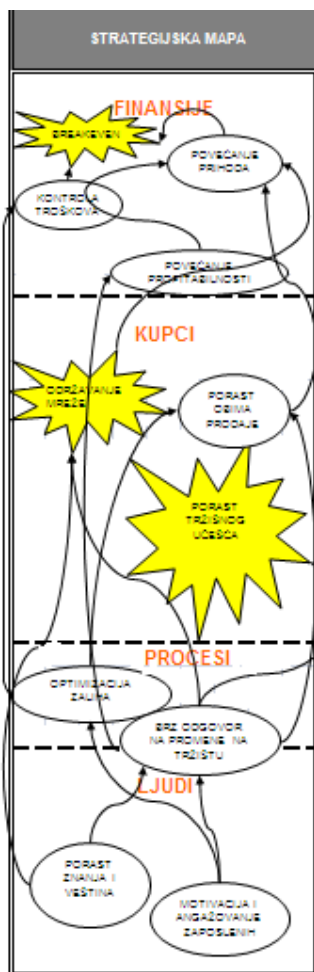 STRATEGIJSKA MAPA
FINANSIJE
BREAKEVEN
POVEĆANJE
PRIHODA
KONTROLA
TROŠKOVA
POVEĆANJE
PROFITABILNOSTI
KUPCI
ODRŽAVANJE
MREŽE
PORAST
OBIMA
PRODAJE
PORAST
TRŽIŠNOG
UČEŠĆA
PROCESI
OPTIMIZACIJA
ZALIHA
BRZ ODGOVOR
NA PROMENE NA
TRŽIŠTU
LJUDI
PORAST
ZNANJA I
VEŠTINA
MOTIVACIJA I
ANGAŽOVANJE
ZAPOSLENIH